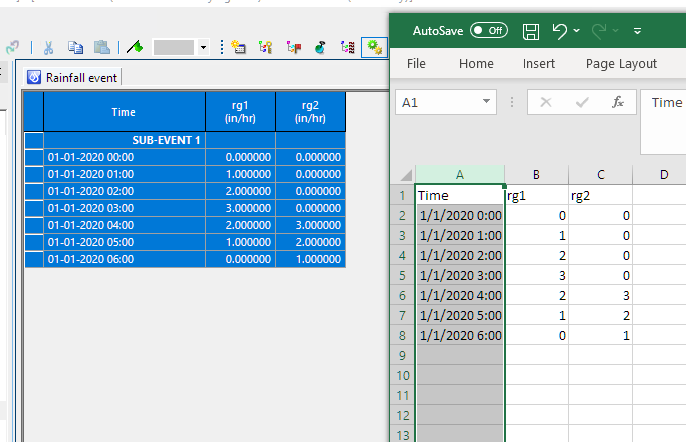 AutoSave Off
File Home Insert Page Layout
A1 fx Time
Rainfall event
Time rg1 (in/hr) rg2 (in/hr)
SUB-EVENT 1
01-01-2020 00:00 0.000000 0.000000
01-01-2020 01:00 1.000000 0.000000
01-01-2020 02:00 2.000000 0.000000
01-01-2020 03:00 3.000000 0.000000
01-01-2020 04:00 2.000000 3.000000
01-01-2020 05:00 1.000000 2.000000
01-01-2020 06:00 0.000000 1.000000
A B C D
1 Time rg1 rg2
2 1/1/2020 0:00 0 0
3 1/1/2020 1:00 1 0
4 1/1/2020 2:00 2 0
5 1/1/2020 3:00 3 0
6 1/1/2020 4:00 2 3
7 1/1/2020 5:00 1 2
8 1/1/2020 6:00 0 1
9
10
11
12
13